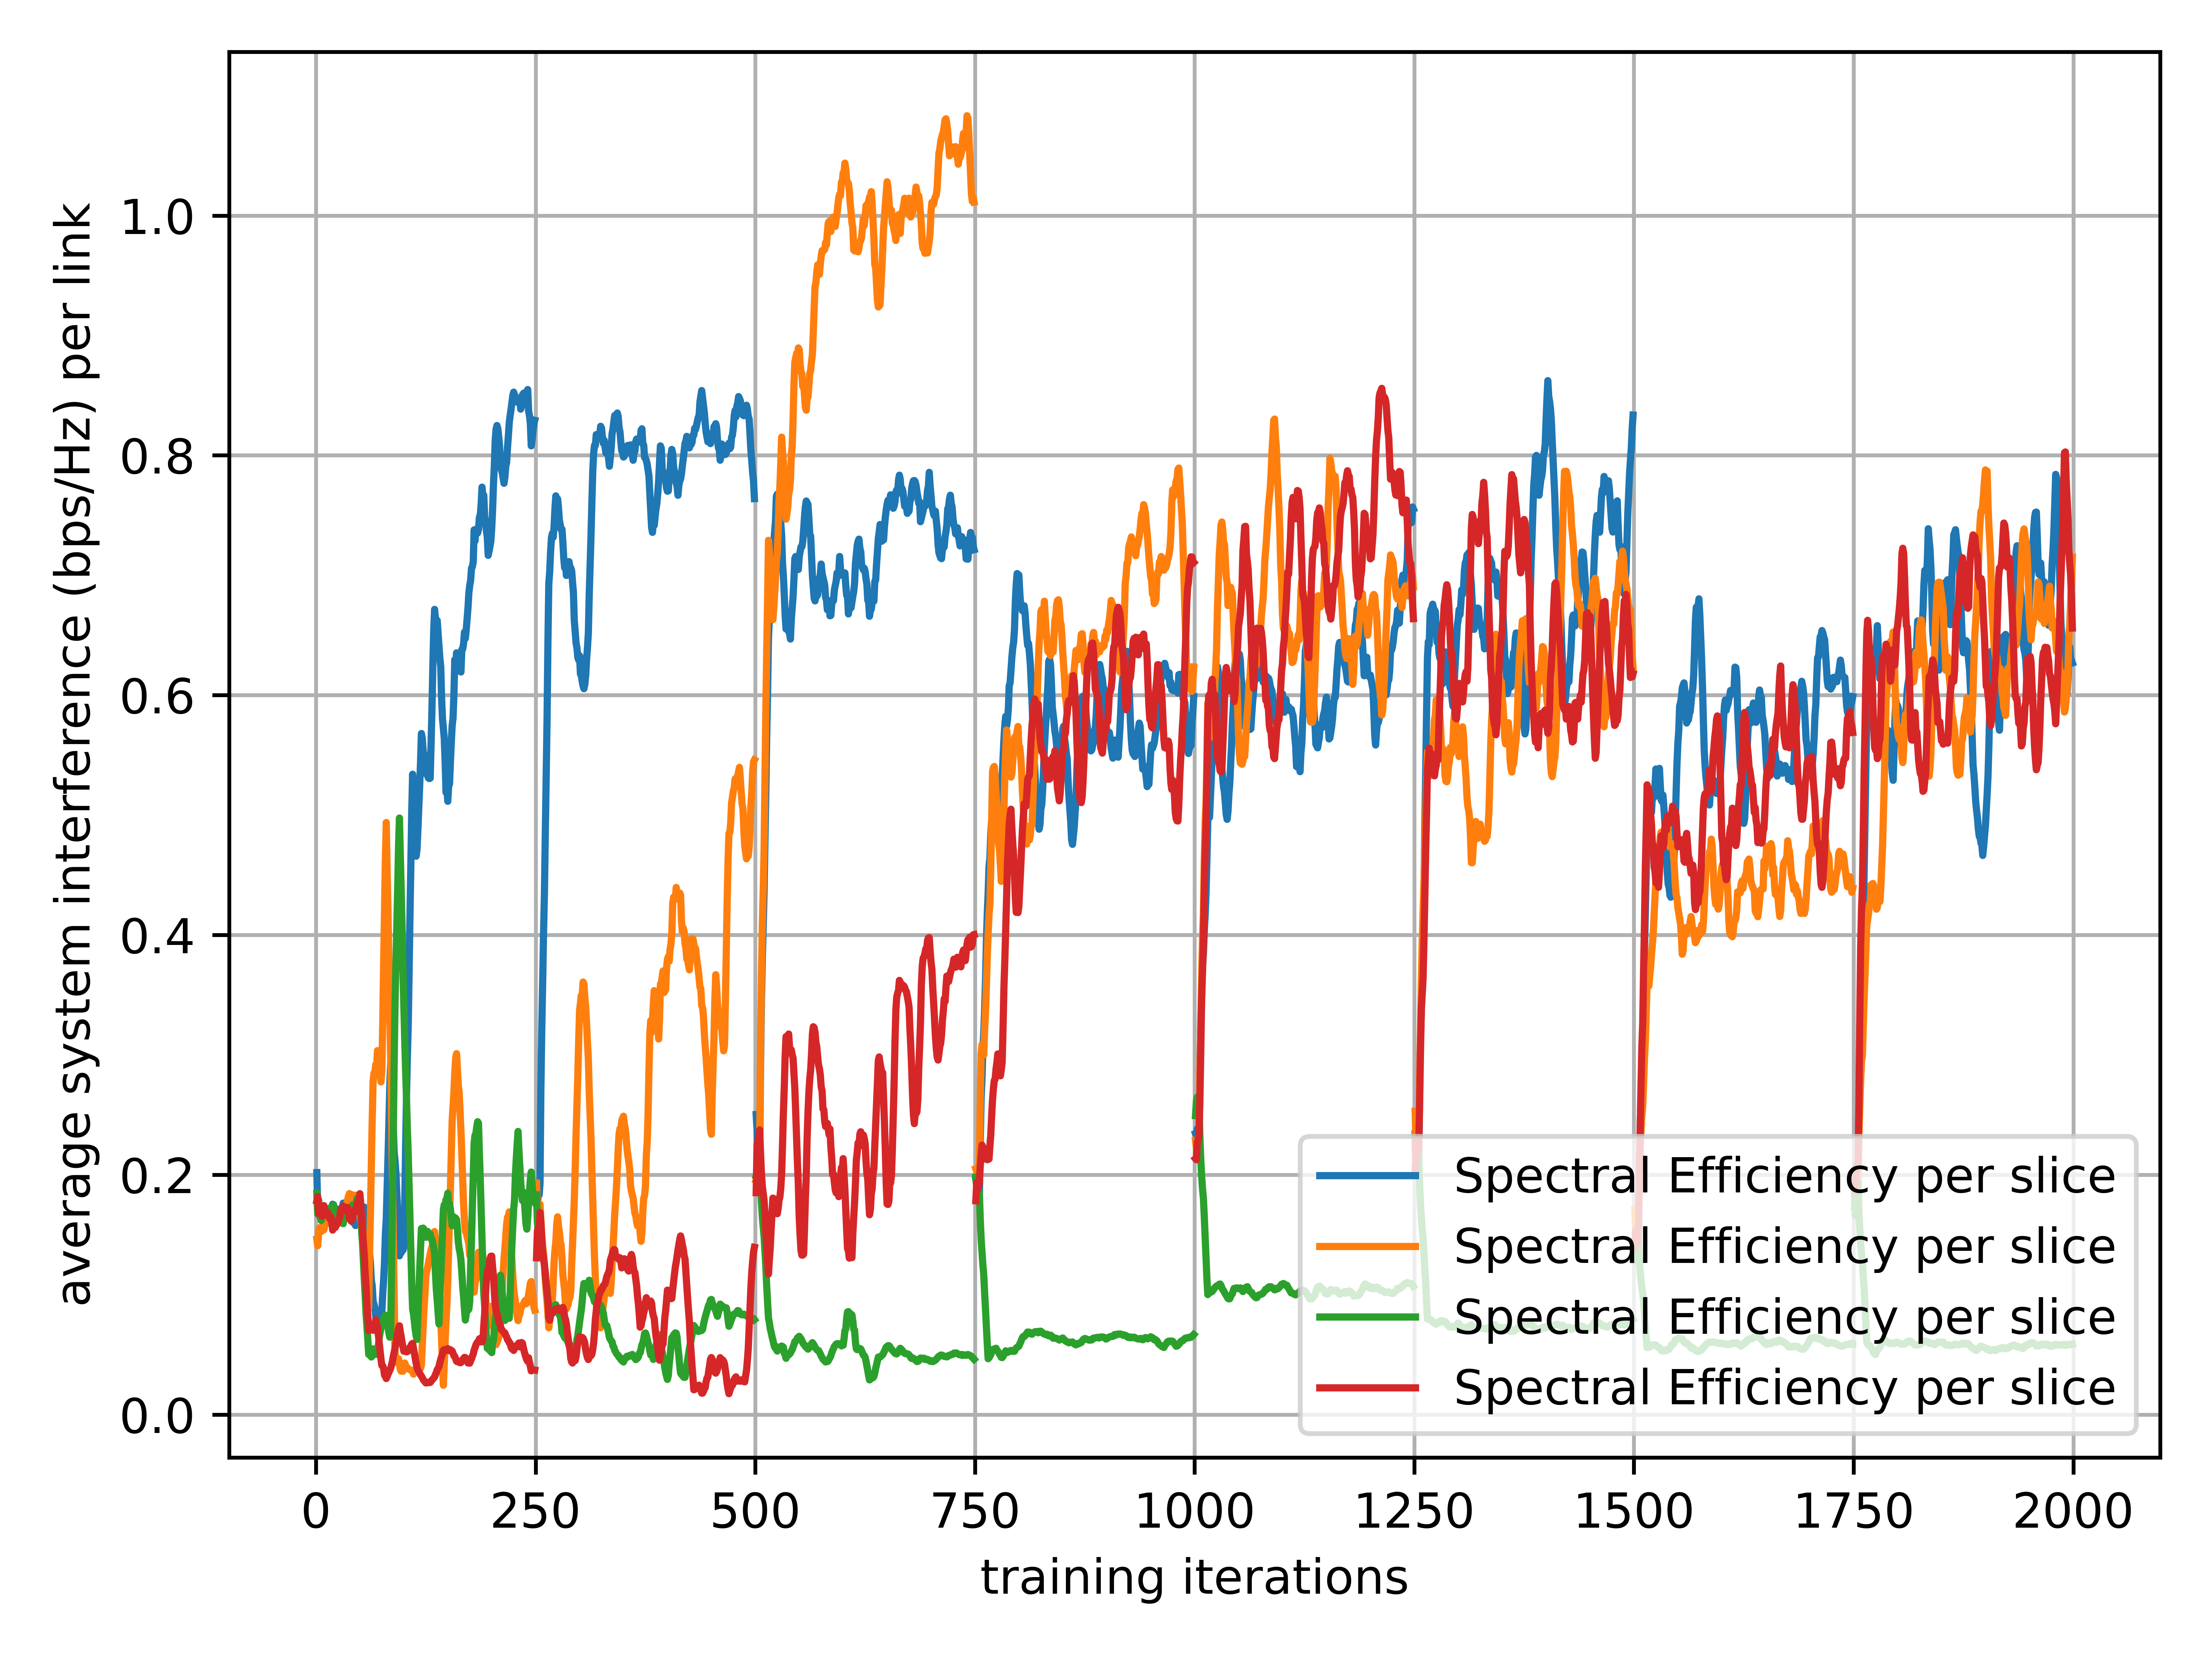 average system interference (bps/Hz) per link
1.0
0.8
0.6
0.4
0.2
0.0
Spectral Efficiency per slice
Spectral Efficiency per slice
Spectral Efficiency per slice
Spectral Efficiency per slice
0 250 500 750 1000 1250 1500 1750 2000
training iterations